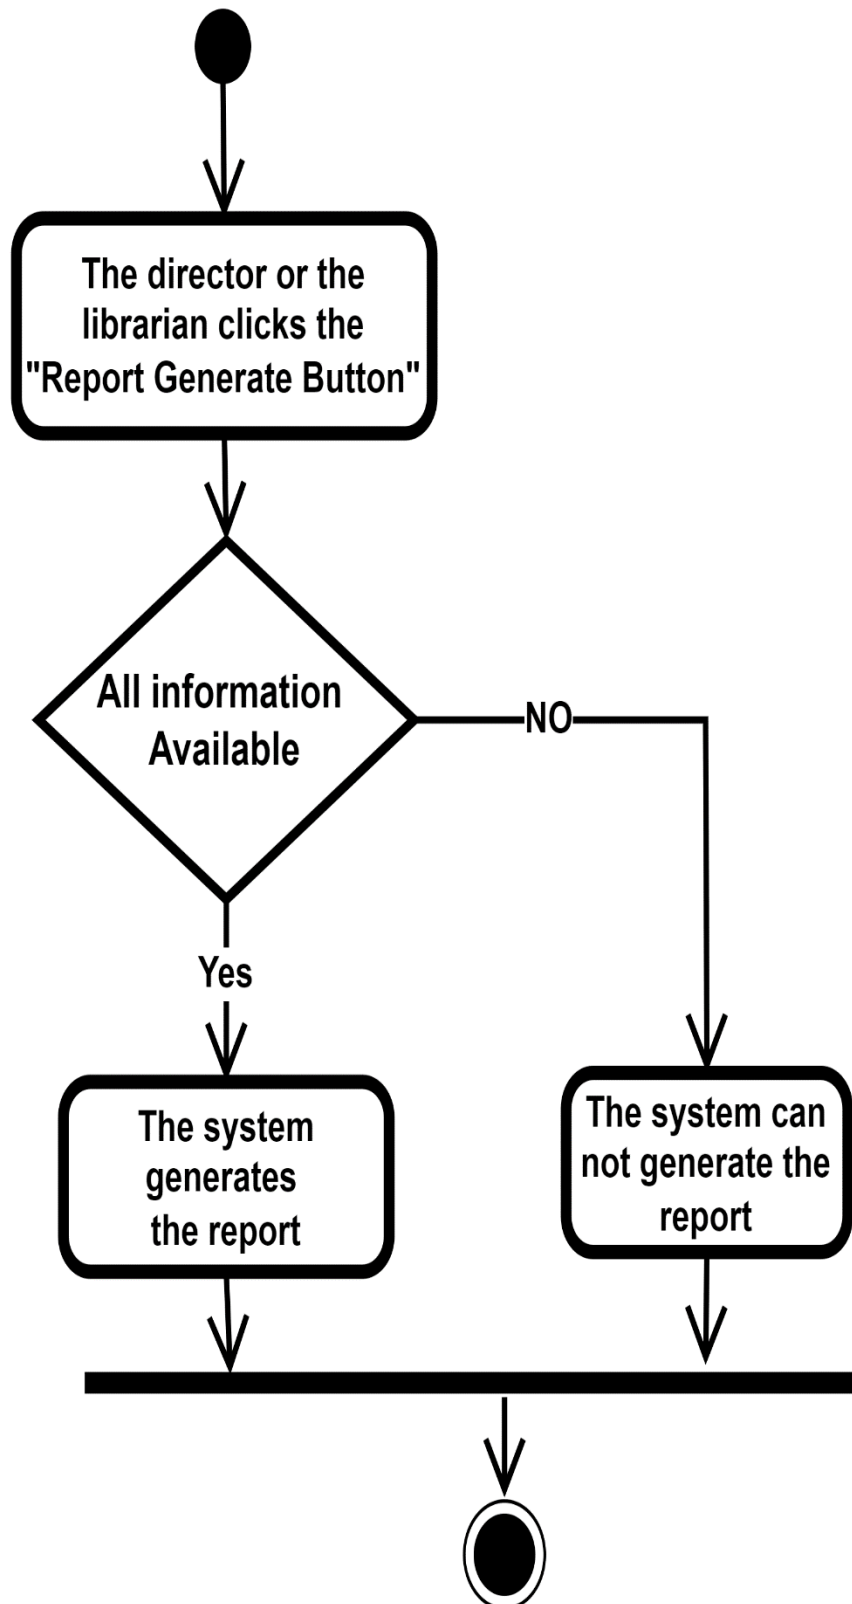 The director or the
librarian clicks the
"Report Generate Button"
All information
Available
NO
Yes
The system
generates
the report
The system can
not generate the
report